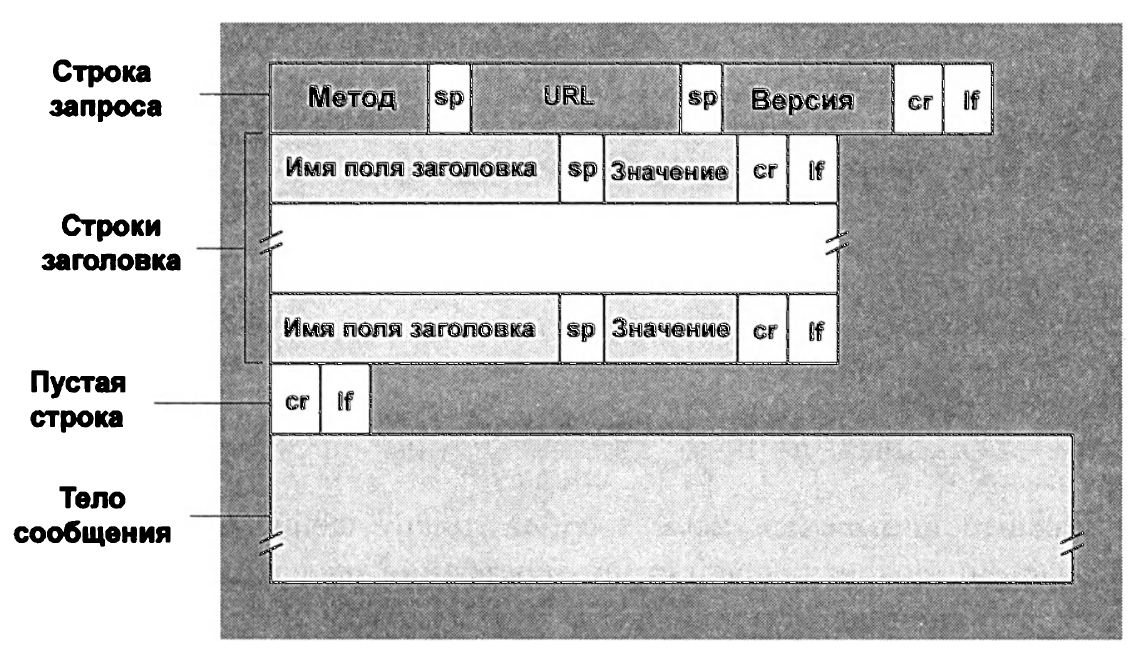 Строка
запроса
Метод sp URL sp Версия cr lf
Имя поля заголовка sp Значение cr lf
Строки
заголовка
Имя поля заголовка sp Значение cr lf
Пустая
строка
cr lf
Тело
сообщения